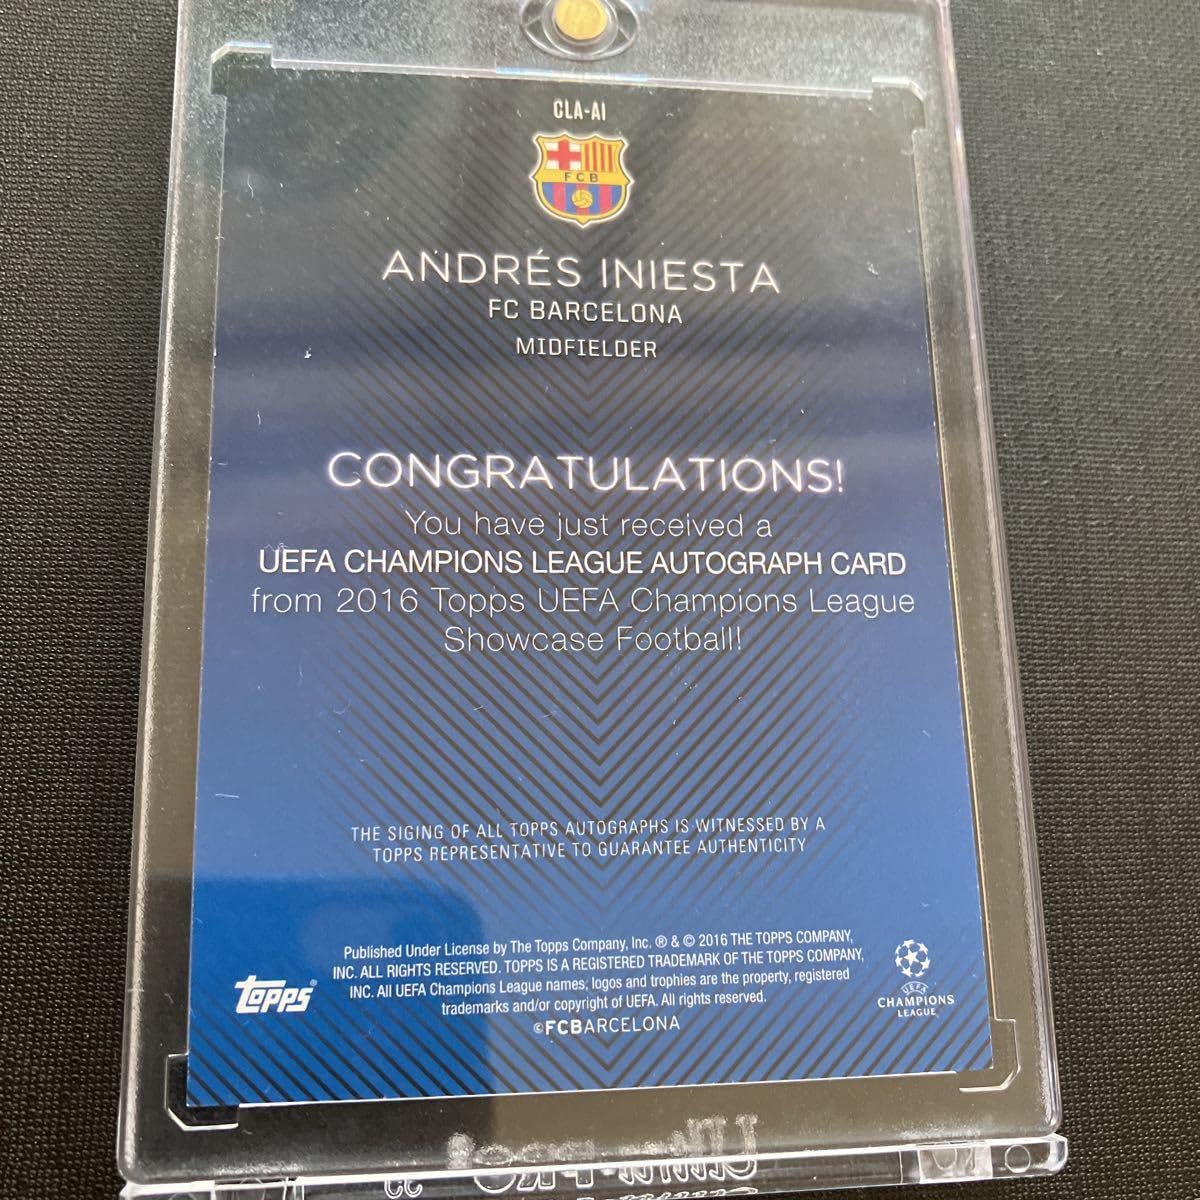 CLA-AI
FCB
ANDRÉS INIESTA
FC BARCELONA
MIDFIELDER
CONGRATULATIONS!
You have just received a
UEFA CHAMPIONS LEAGUE AUTOGRAPH CARD
from 2016 Topps UEFA Champions League
Showcase Football!
THE SIGING OF ALL TOPPS AUTOGRAPHS IS WITNESSED BY A
TOPPS REPRESENTATIVE TO GUARANTEE AUTHENTICITY
Published Under License by The Topps Company, Inc. ® & © 2016 THE TOPPS COMPANY,
INC. ALL RIGHTS RESERVED. TOPPS IS A REGISTERED TRADEMARK OF THE TOPPS COMPANY,
INC. All UEFA Champions League names, logos and trophies are the property, registered
trademarks and/or copyright of UEFA. All rights reserved.
©FCBARCELONA
topps®
UEFA
CHAMPIONS
LEAGUE